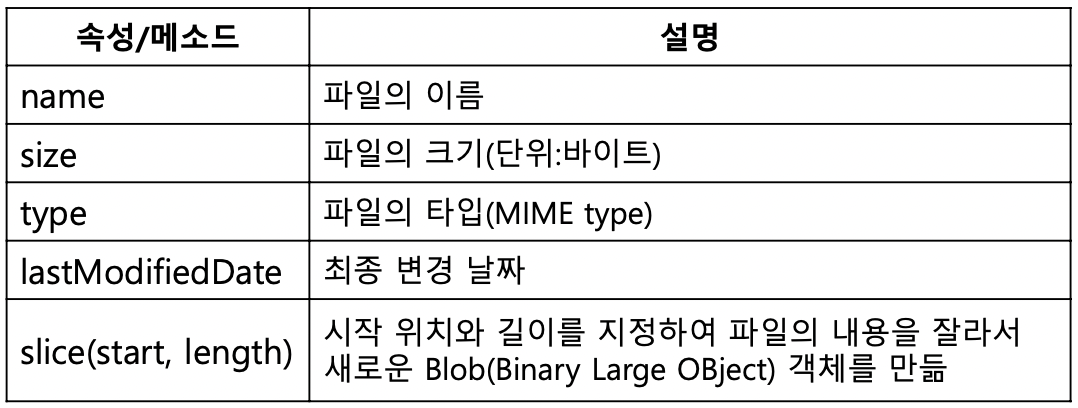 속성/메소드 설명
name 파일의 이름
size 파일의 크기(단위:바이트)
type 파일의 타입(MIME type)
lastModifiedDate 최종 변경 날짜
slice(start, length) 시작 위치와 길이를 지정하여 파일의 내용을 잘라서
새로운 Blob(Binary Large OBject) 객체를 만듦